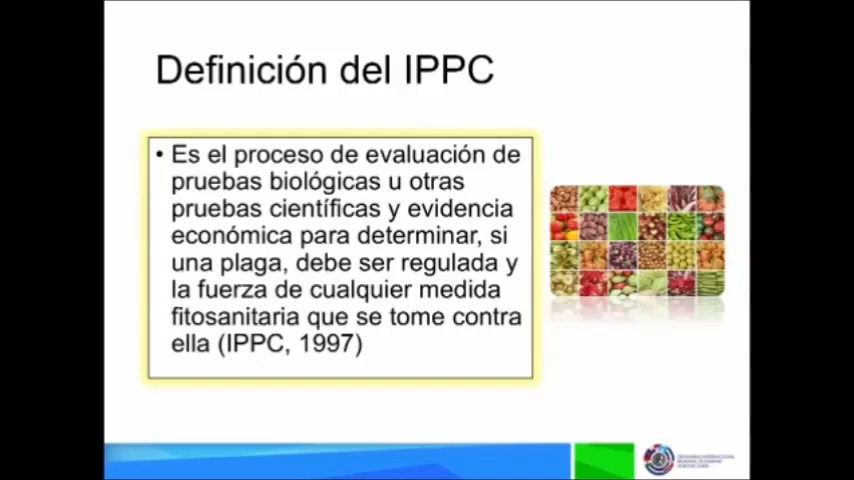 Definición del IPPC
• Es el proceso de evaluación de
pruebas biológicas u otras
pruebas científicas y evidencia
económica para determinar, si
una plaga, debe ser regulada y
la fuerza de cualquier medida
fitosanitaria que se tome contra
ella (IPPC, 1997)